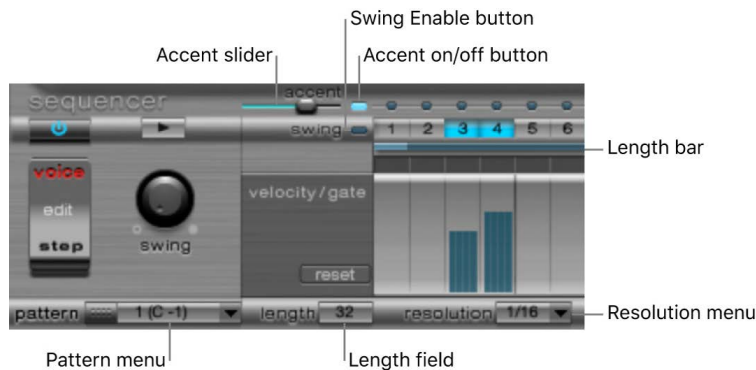 Swing Enable button
Accent slider
Accent on/off button
accent
sequencer
swing
1 2 3 4 5 6
Length bar
voice
edit
step
swing
velocity/gate
reset
pattern 1 (C -1) length 32 resolution 1/16
Resolution menu
Pattern menu
Length field